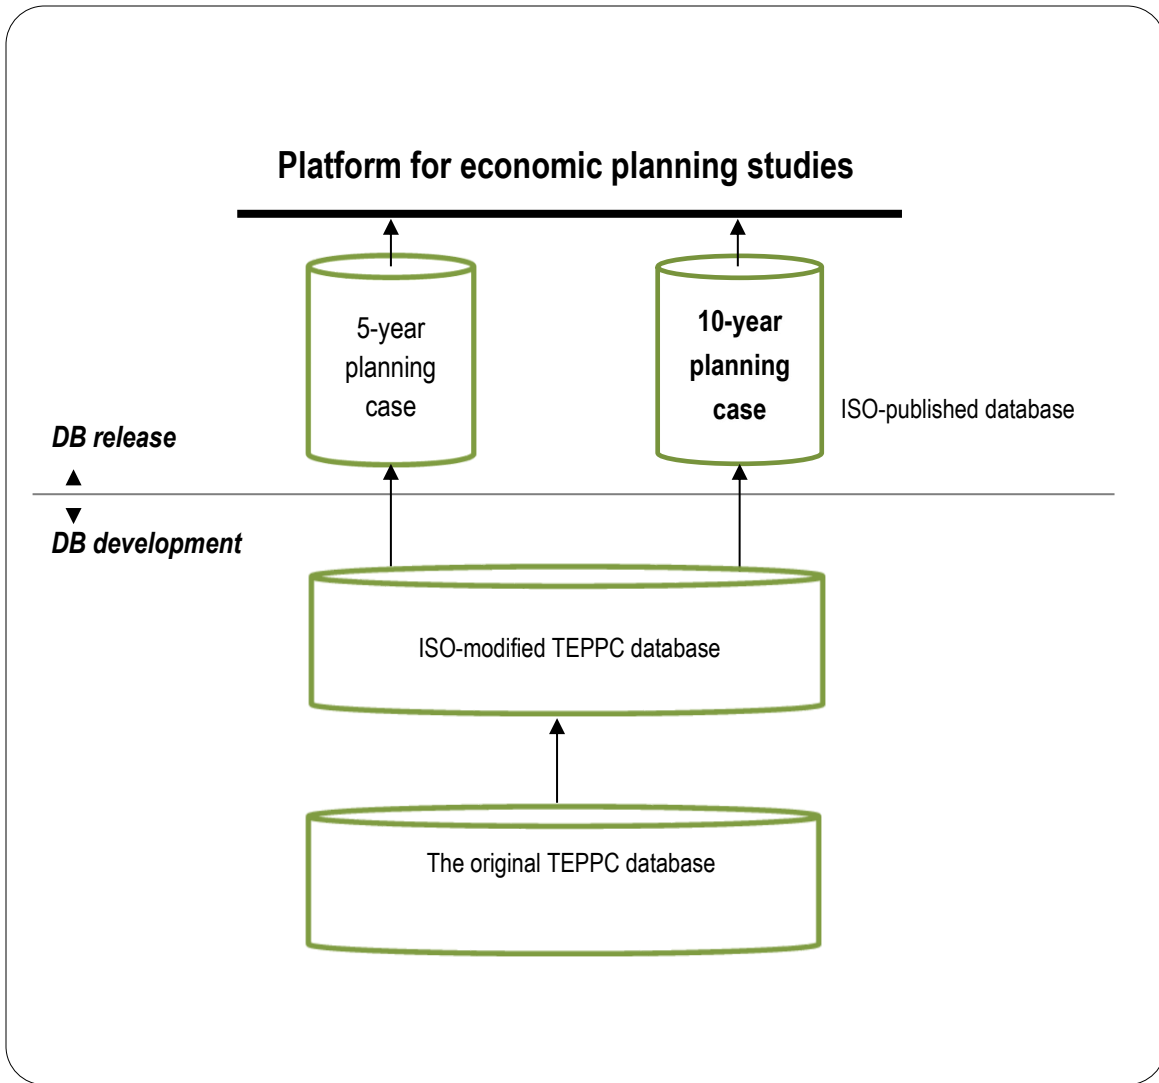 Platform for economic planning studies
5-year
planning
case
10-year
planning
case
ISO-published database
DB release
DB development
ISO-modified TEPPC database
The original TEPPC database